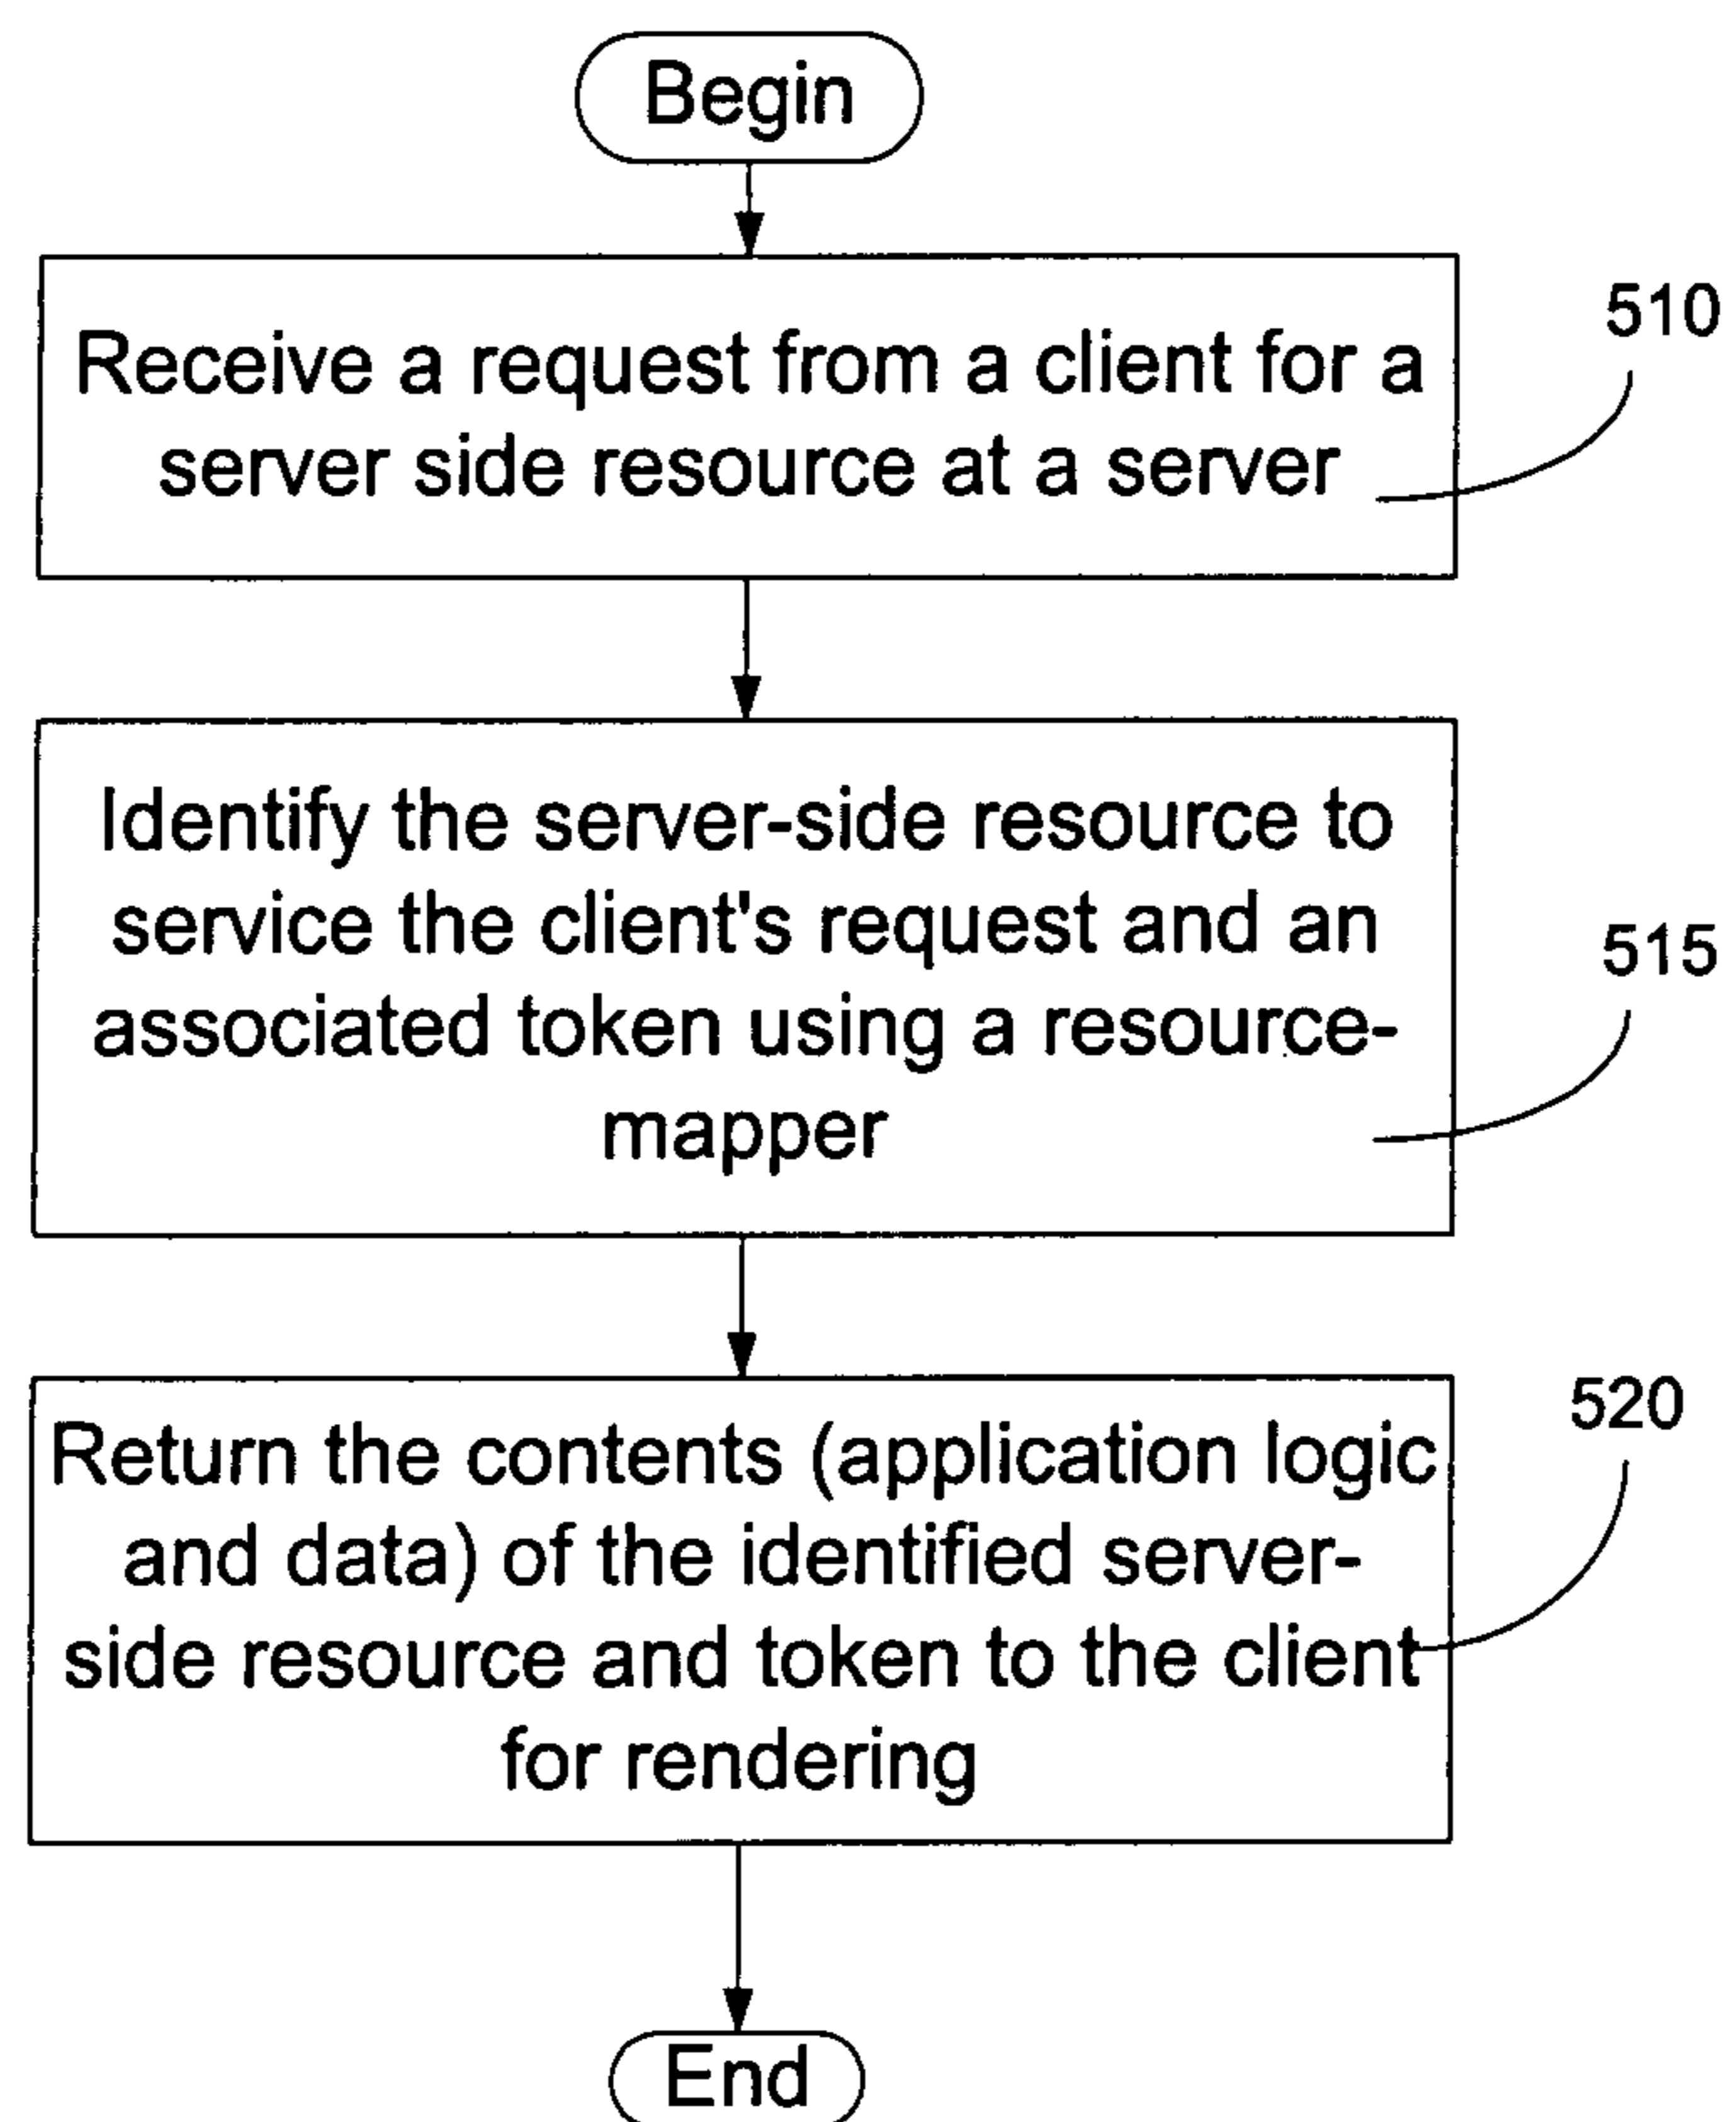 Begin
Receive a request from a client for a
server side resource at a server
510
Identify the server-side resource to
service the client's request and an
associated token using a resource-
mapper
515
Return the contents (application logic
and data) of the identified server-
side resource and token to the client
for rendering
520
End